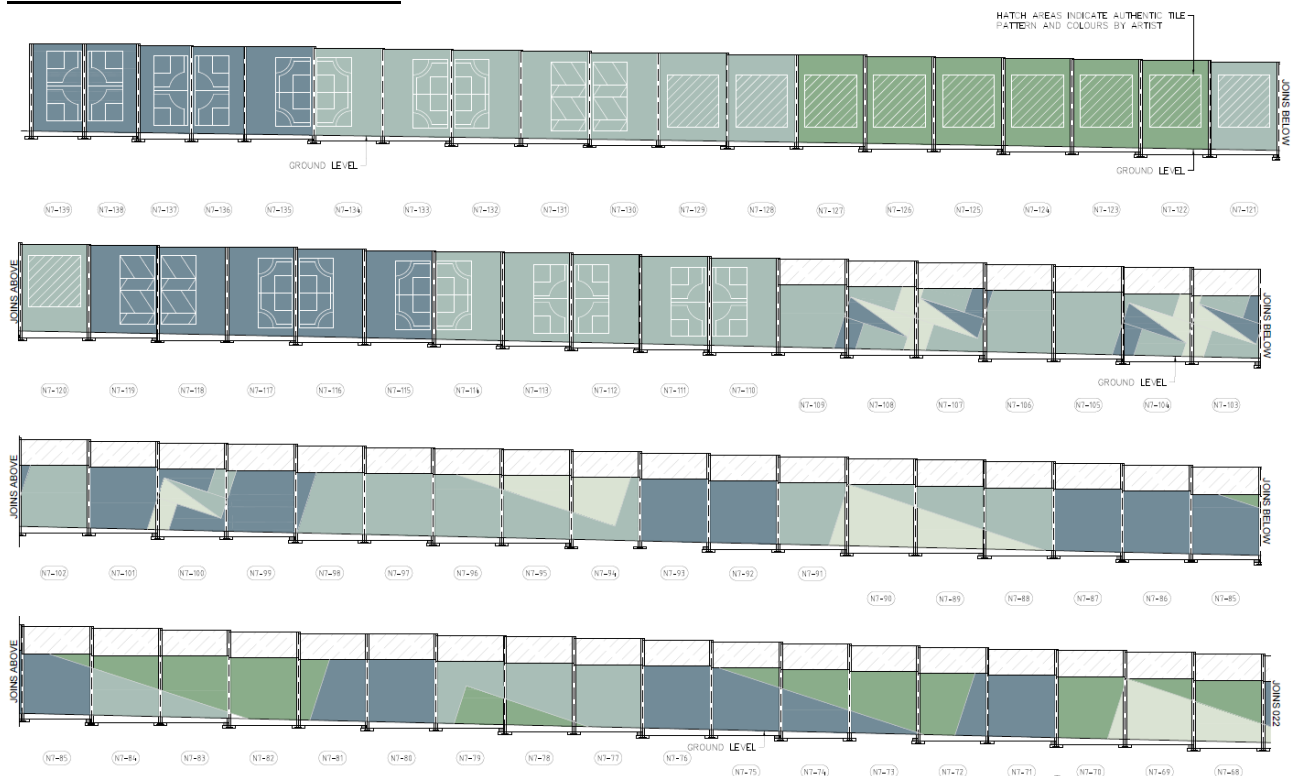 HATCH AREAS INDICATE AUTHENTIC TILE
PATTERN AND COLOURS BY ARTIST
JOINS BELOW
GROUND LEVEL
GROUND LEVEL
N7-139 N7-138 N7-137 N7-136 N7-135 N7-134 N7-133 N7-132 N7-131 N7-130 N7-129 N7-128 N7-127 N7-126 N7-125 N7-124 N7-123 N7-122 N7-121
JOINS ABOVE
JOINS BELOW
GROUND LEVEL
N7-120 N7-119 N7-118 N7-117 N7-116 N7-115 N7-114 N7-113 N7-112 N7-111 N7-110 N7-109 N7-108 N7-107 N7-106 N7-105 N7-104 N7-103
JOINS ABOVE
JOINS BELOW
N7-102 N7-101 N7-100 N7-99 N7-98 N7-97 N7-96 N7-95 N7-94 N7-93 N7-92 N7-91 N7-90 N7-89 N7-88 N7-87 N7-86 N7-85
JOINS ABOVE
JOINS 022
GROUND LEVEL
N7-85 N7-84 N7-83 N7-82 N7-81 N7-80 N7-79 N7-78 N7-77 N7-76 N7-75 N7-74 N7-73 N7-72 N7-71 N7-70 N7-69 N7-68